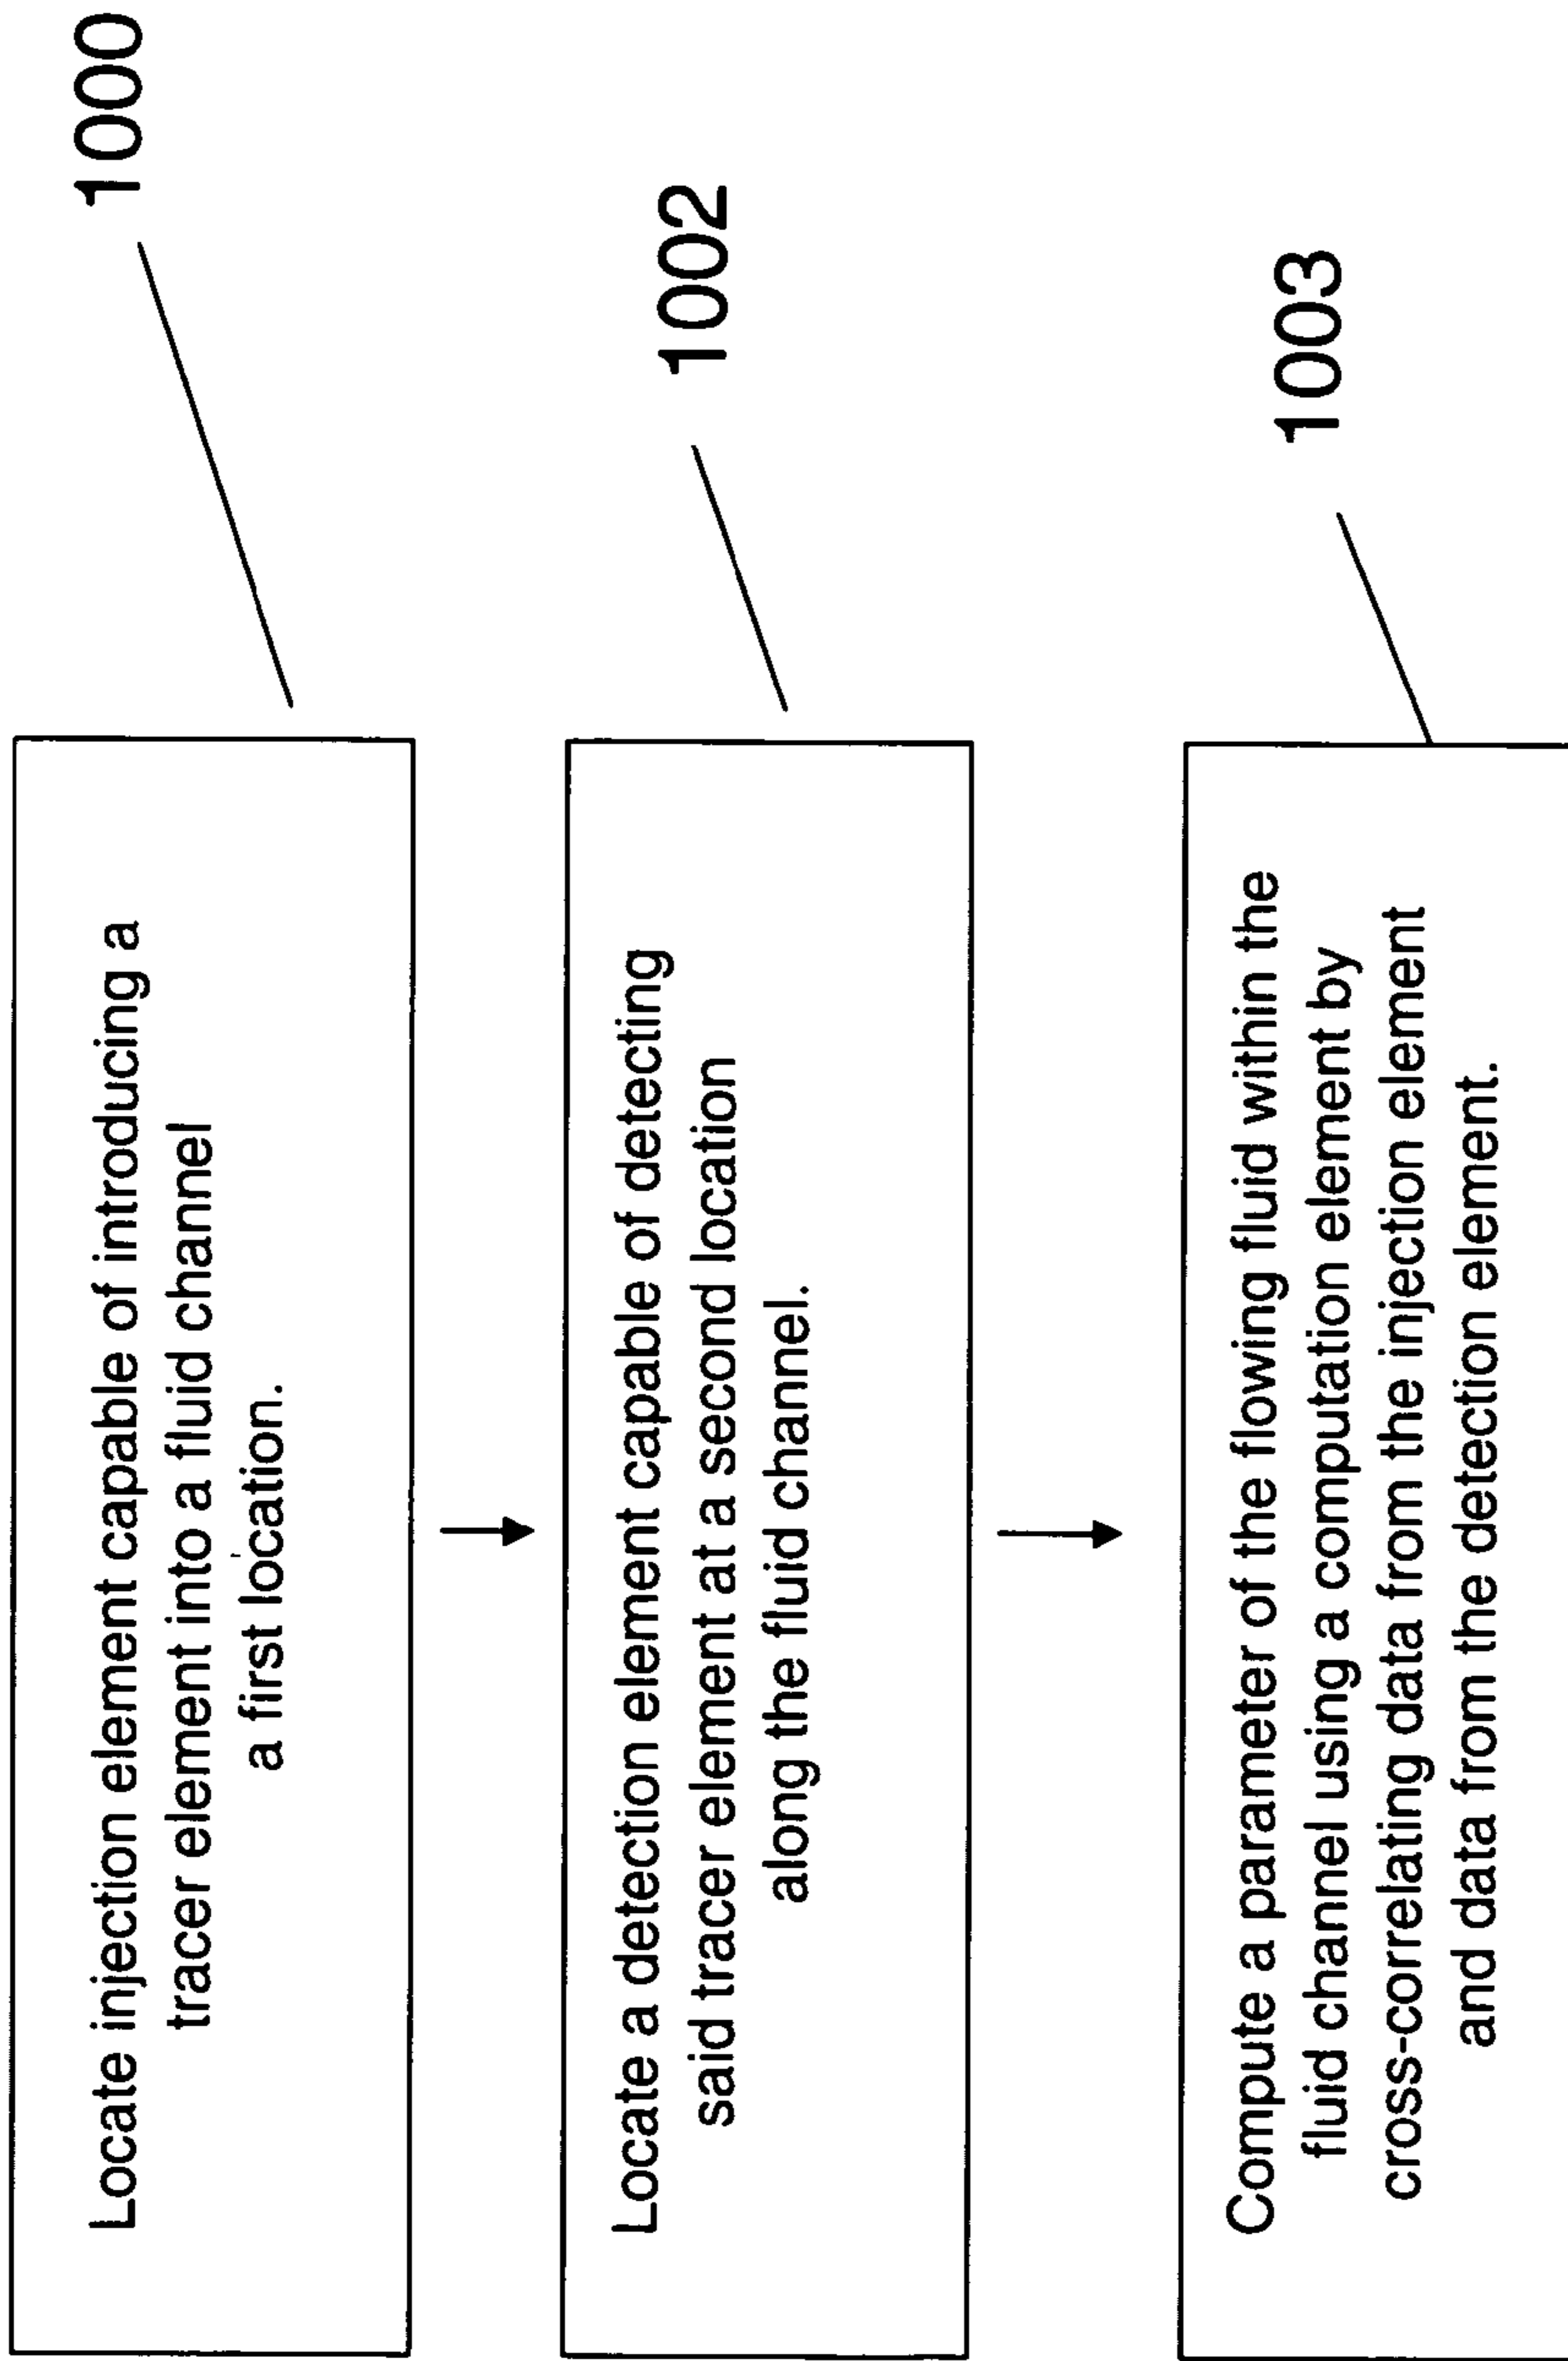 Locate injection element capable of introducing a
tracer element into a fluid channel
a first location.
1000
Locate a detection element capable of detecting
said tracer element at a second location
along the fluid channel.
1002
Compute a parameter of the flowing fluid within the
fluid channel using a computation element by
cross-correlating data from the injection element
and data from the detection element.
1003